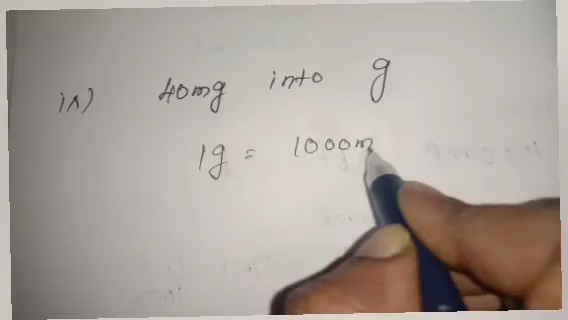 ix) 40mg into g
1g = 1000m